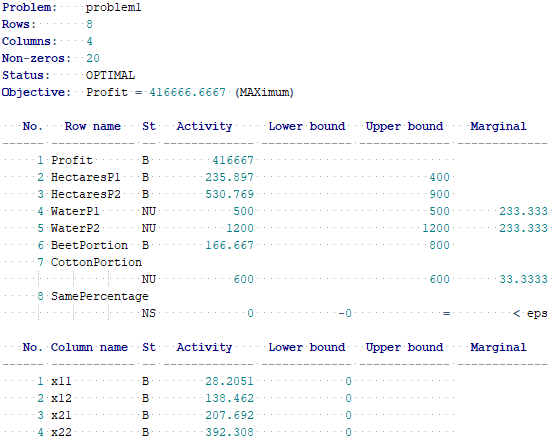 Problem: problem1
Rows: 8
Columns: 4
Non-zeros: 20
Status: OPTIMAL
Objective: Profit = 416666.6667 (MAXimum)
No. Row name St Activity Lower bound Upper bound Marginal
------ ------------ -- ------------- ------------- ------------- -------------
1 Profit B 416667
2 HectaresP1 B 235.897 400
3 HectaresP2 B 530.769 900
4 WaterP1 NU 500 500 233.333
5 WaterP2 NU 1200 1200 233.333
6 BeetPortion B 166.667 800
7 CottonPortion
NU 600 600 33.3333
8 SamePercentage
NS 0 -0 = < eps
No. Column name St Activity Lower bound Upper bound Marginal
------ ------------ -- ------------- ------------- ------------- -------------
1 x11 B 28.2051 0
2 x12 B 138.462 0
3 x21 B 207.692 0
4 x22 B 392.308 0